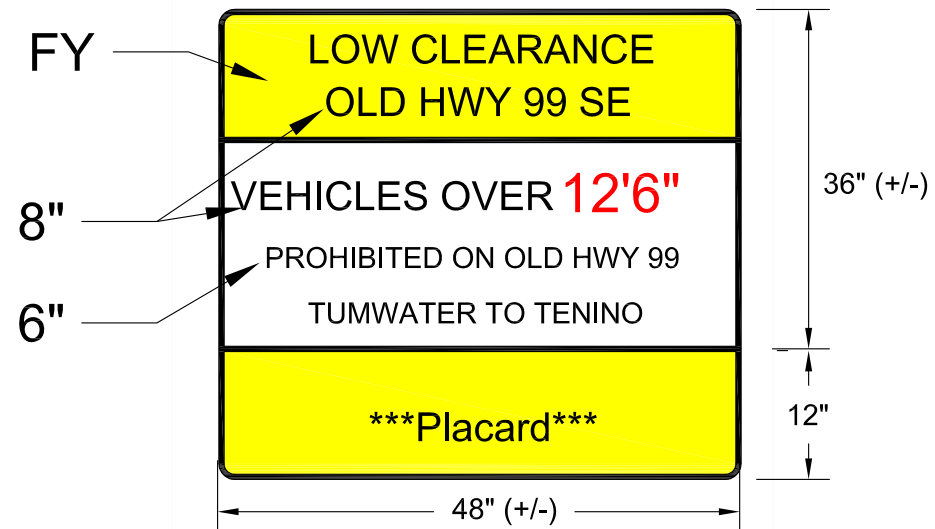 FY
LOW CLEARANCE
OLD HWY 99 SE
8"
VEHICLES OVER 12'6"
36" (+/-)
PROHIBITED ON OLD HWY 99
6"
TUMWATER TO TENINO
***Placard***
12"
48" (+/-)